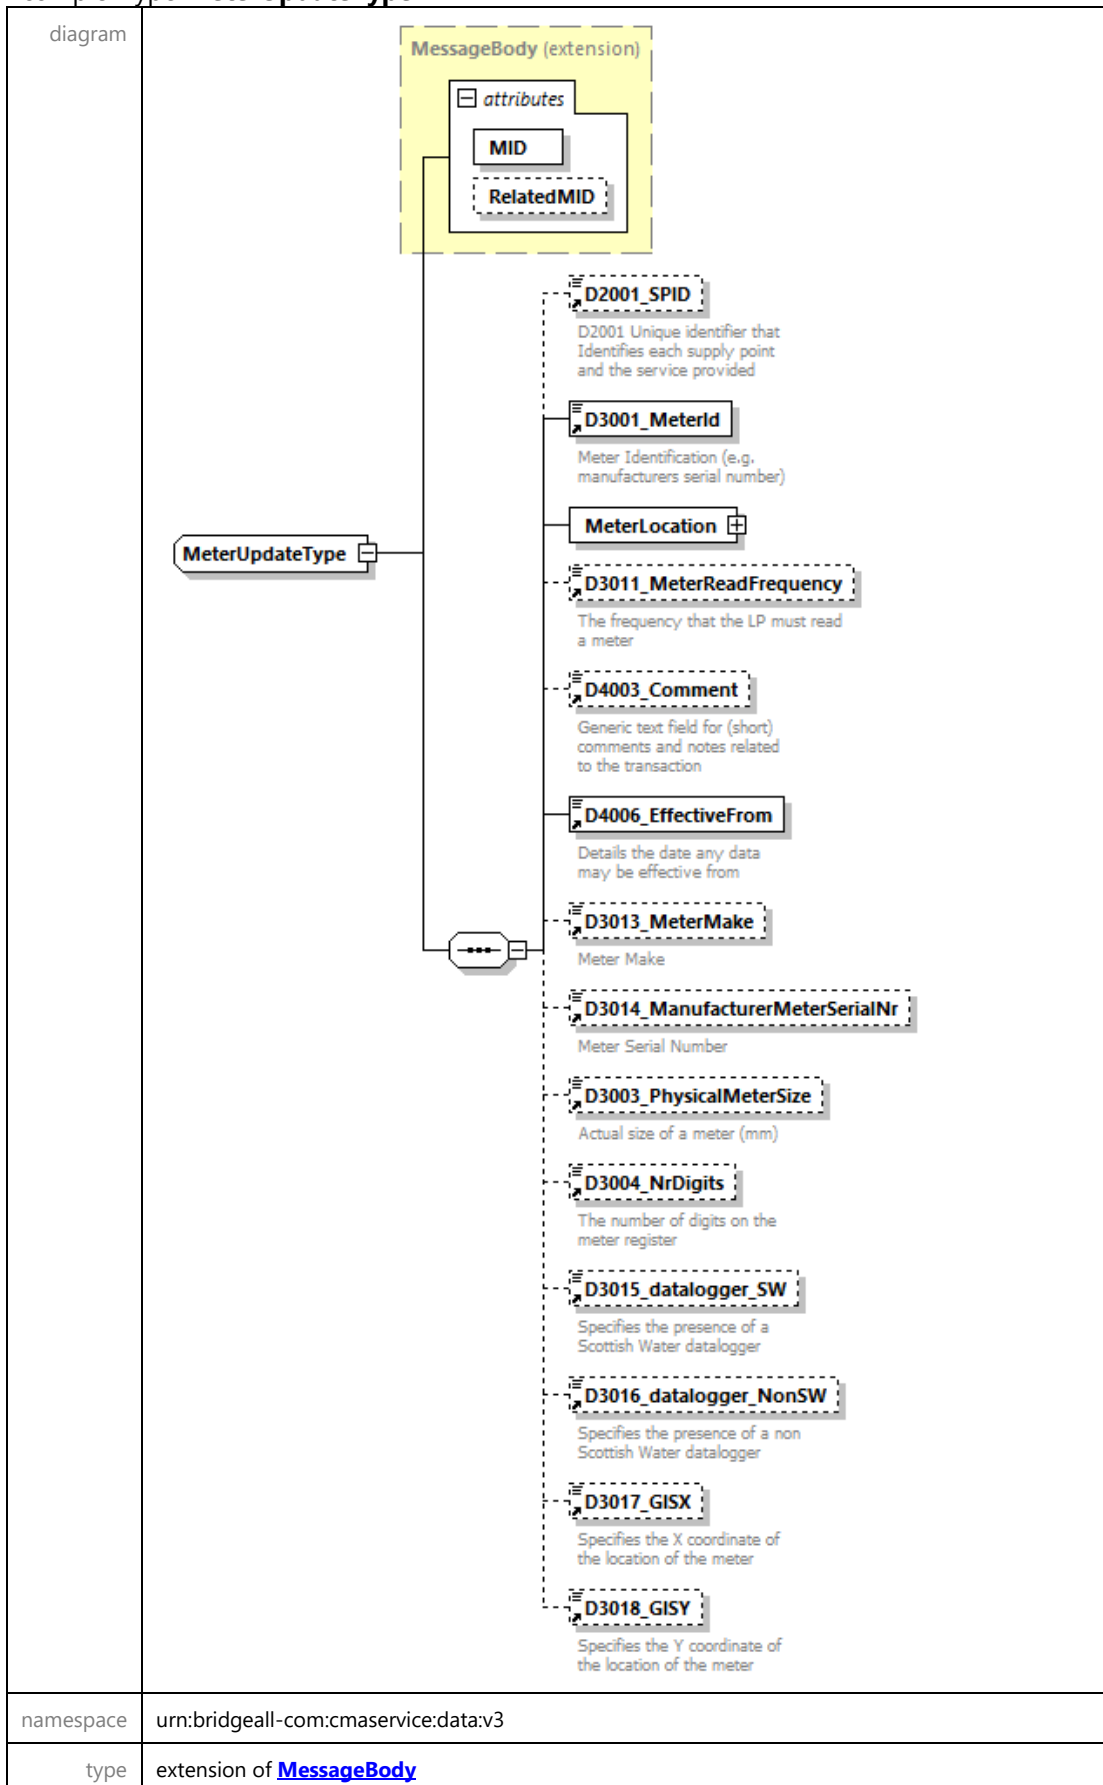 diagram
MessageBody (extension)
attributes
MID
RelatedMID
D2001_SPID
D2001 Unique identifier that
Identifies each supply point
and the service provided
D3001_MeterId
Meter Identification (e.g.
manufacturers serial number)
MeterLocation
MeterUpdateType
D3011_MeterReadFrequency
The frequency that the LP must read
a meter
D4003_Comment
Generic text field for (short)
comments and notes related
to the transaction
D4006_EffectiveFrom
Details the date any data
may be effective from
D3013_MeterMake
Meter Make
D3014_ManufacturerMeterSerialNr
Meter Serial Number
D3003_PhysicalMeterSize
Actual size of a meter (mm)
D3004_NrDigits
The number of digits on the
meter register
D3015_datalogger_SW
Specifies the presence of a
Scottish Water datalogger
D3016_datalogger_NonSW
Specifies the presence of a non
Scottish Water datalogger
D3017_GISX
Specifies the X coordinate of
the location of the meter
D3018_GISY
Specifies the Y coordinate of
the location of the meter
namespace urn:bridgeall-com:cmaservice:data:v3
type extension of MessageBody